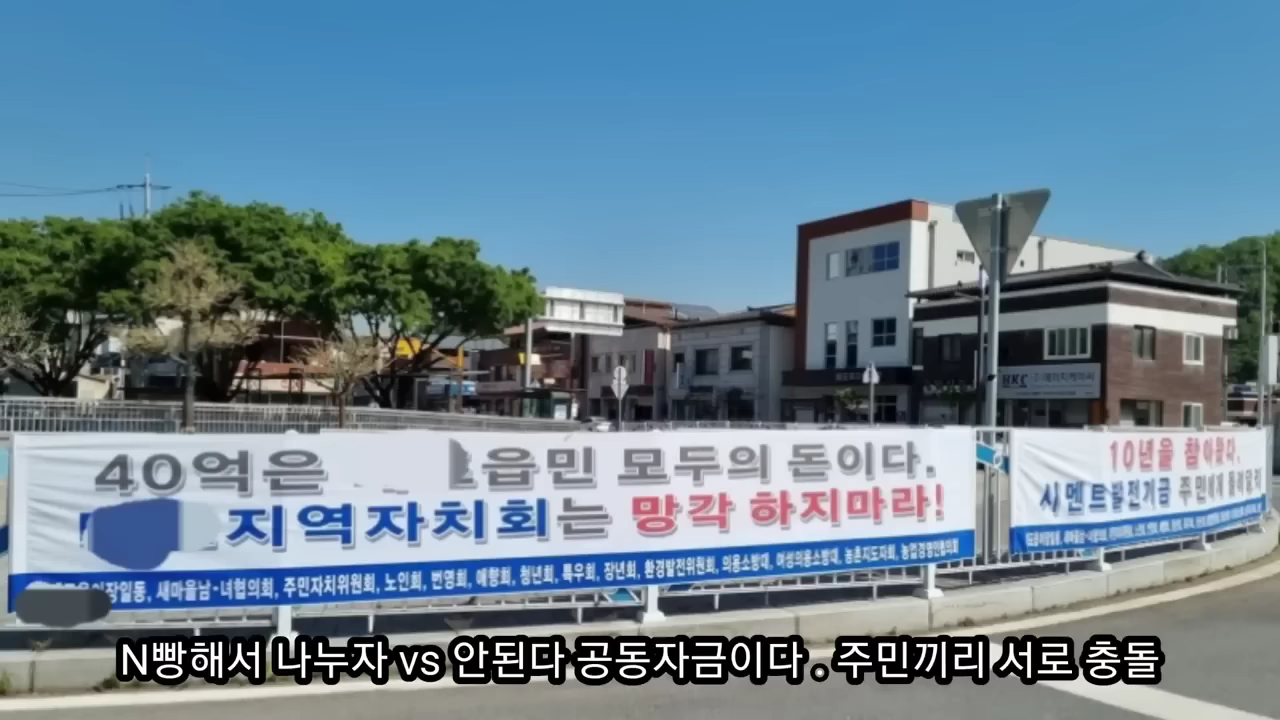 40억은 읍민 모두의 돈이다.
지역자치회는 망각 하지마라!
새마을남-녀협의회, 주민자치위원회, 노인회, 번영회, 애향회, 청년회, 특우회, 장년회, 환경발전위원회, 의용소방대, 여성의용소방대, 농촌지도자회, 농업경영인협의회
10년을 참아왔다.
시멘트발전기금 주민에게 돌려달라
HKC
N빵해서 나누자 vs 안된다 공동자금이다 . 주민끼리 서로 충돌